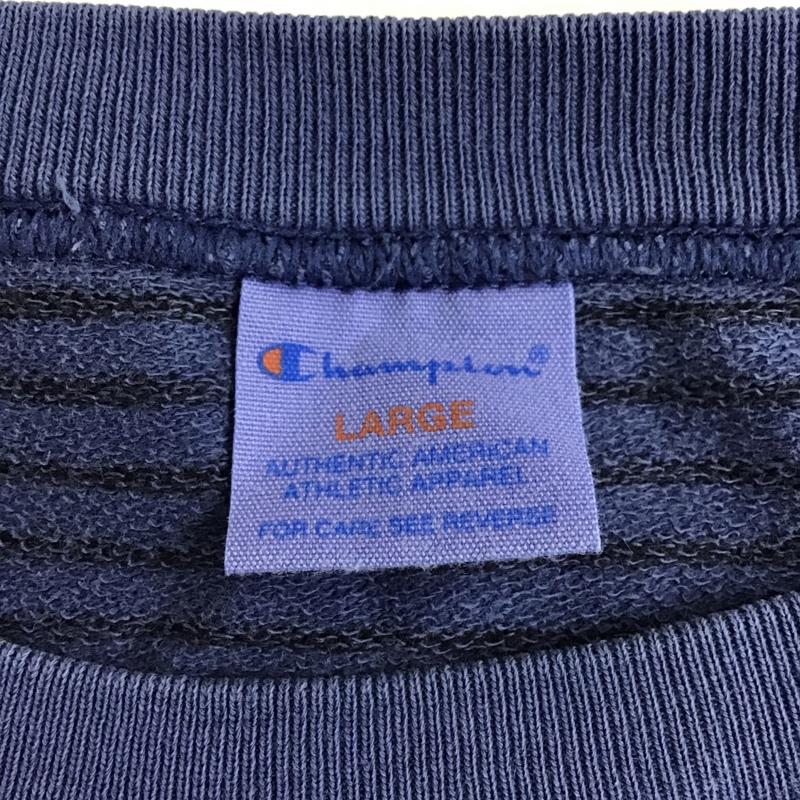 Champion®
LARGE
AUTHENTIC AMERICAN
ATHLETIC APPAREL
FOR CARE SEE REVERSE